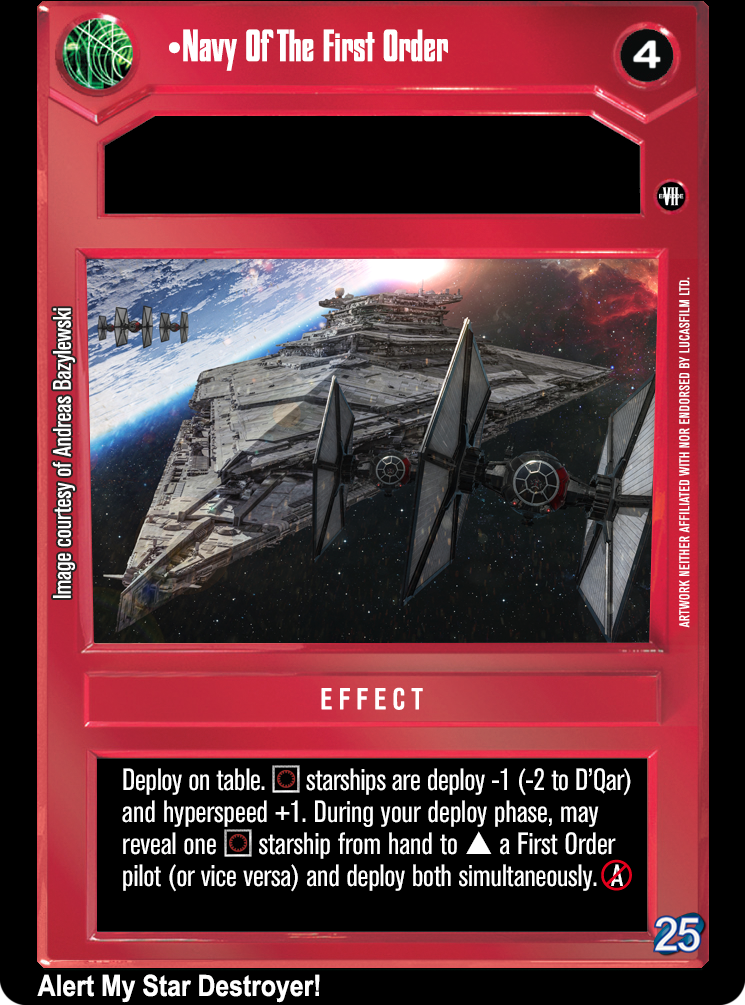 •Navy Of The First Order
4
EPISODE
VII
Image courtesy of Andreas Bazylewski
ARTWORK NEITHER AFFILIATED WITH NOR ENDORSED BY LUCASFILM LTD.
EFFECT
Deploy on table. starships are deploy -1 (-2 to D'Qar)
and hyperspeed +1. During your deploy phase, may
reveal one starship from hand to ▲ a First Order
pilot (or vice versa) and deploy both simultaneously. A
25
Alert My Star Destroyer!